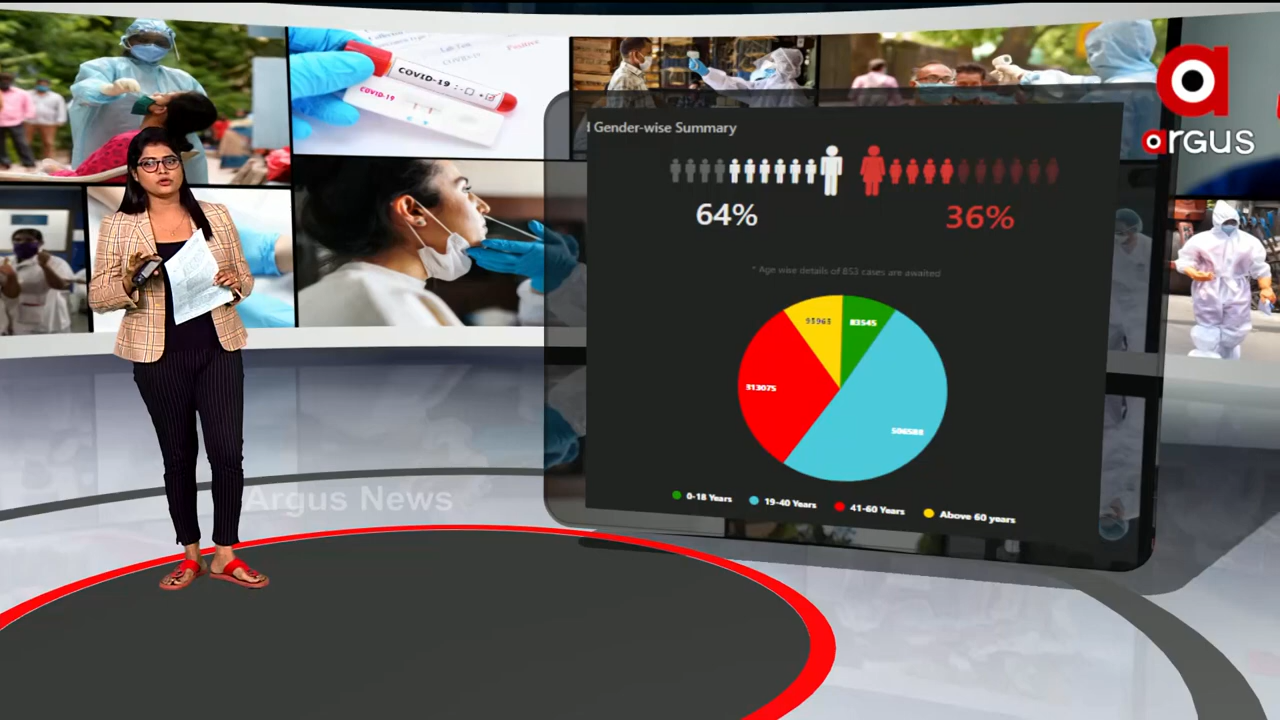 COVID-19 :-
COVID-19
Positive
argus
Gender-wise Summary
64%
36%
* Age wise details of 853 cases are awaited
95963
83545
313075
506588
0-18 Years
19-40 Years
41-60 Years
Above 60 years
Argus News